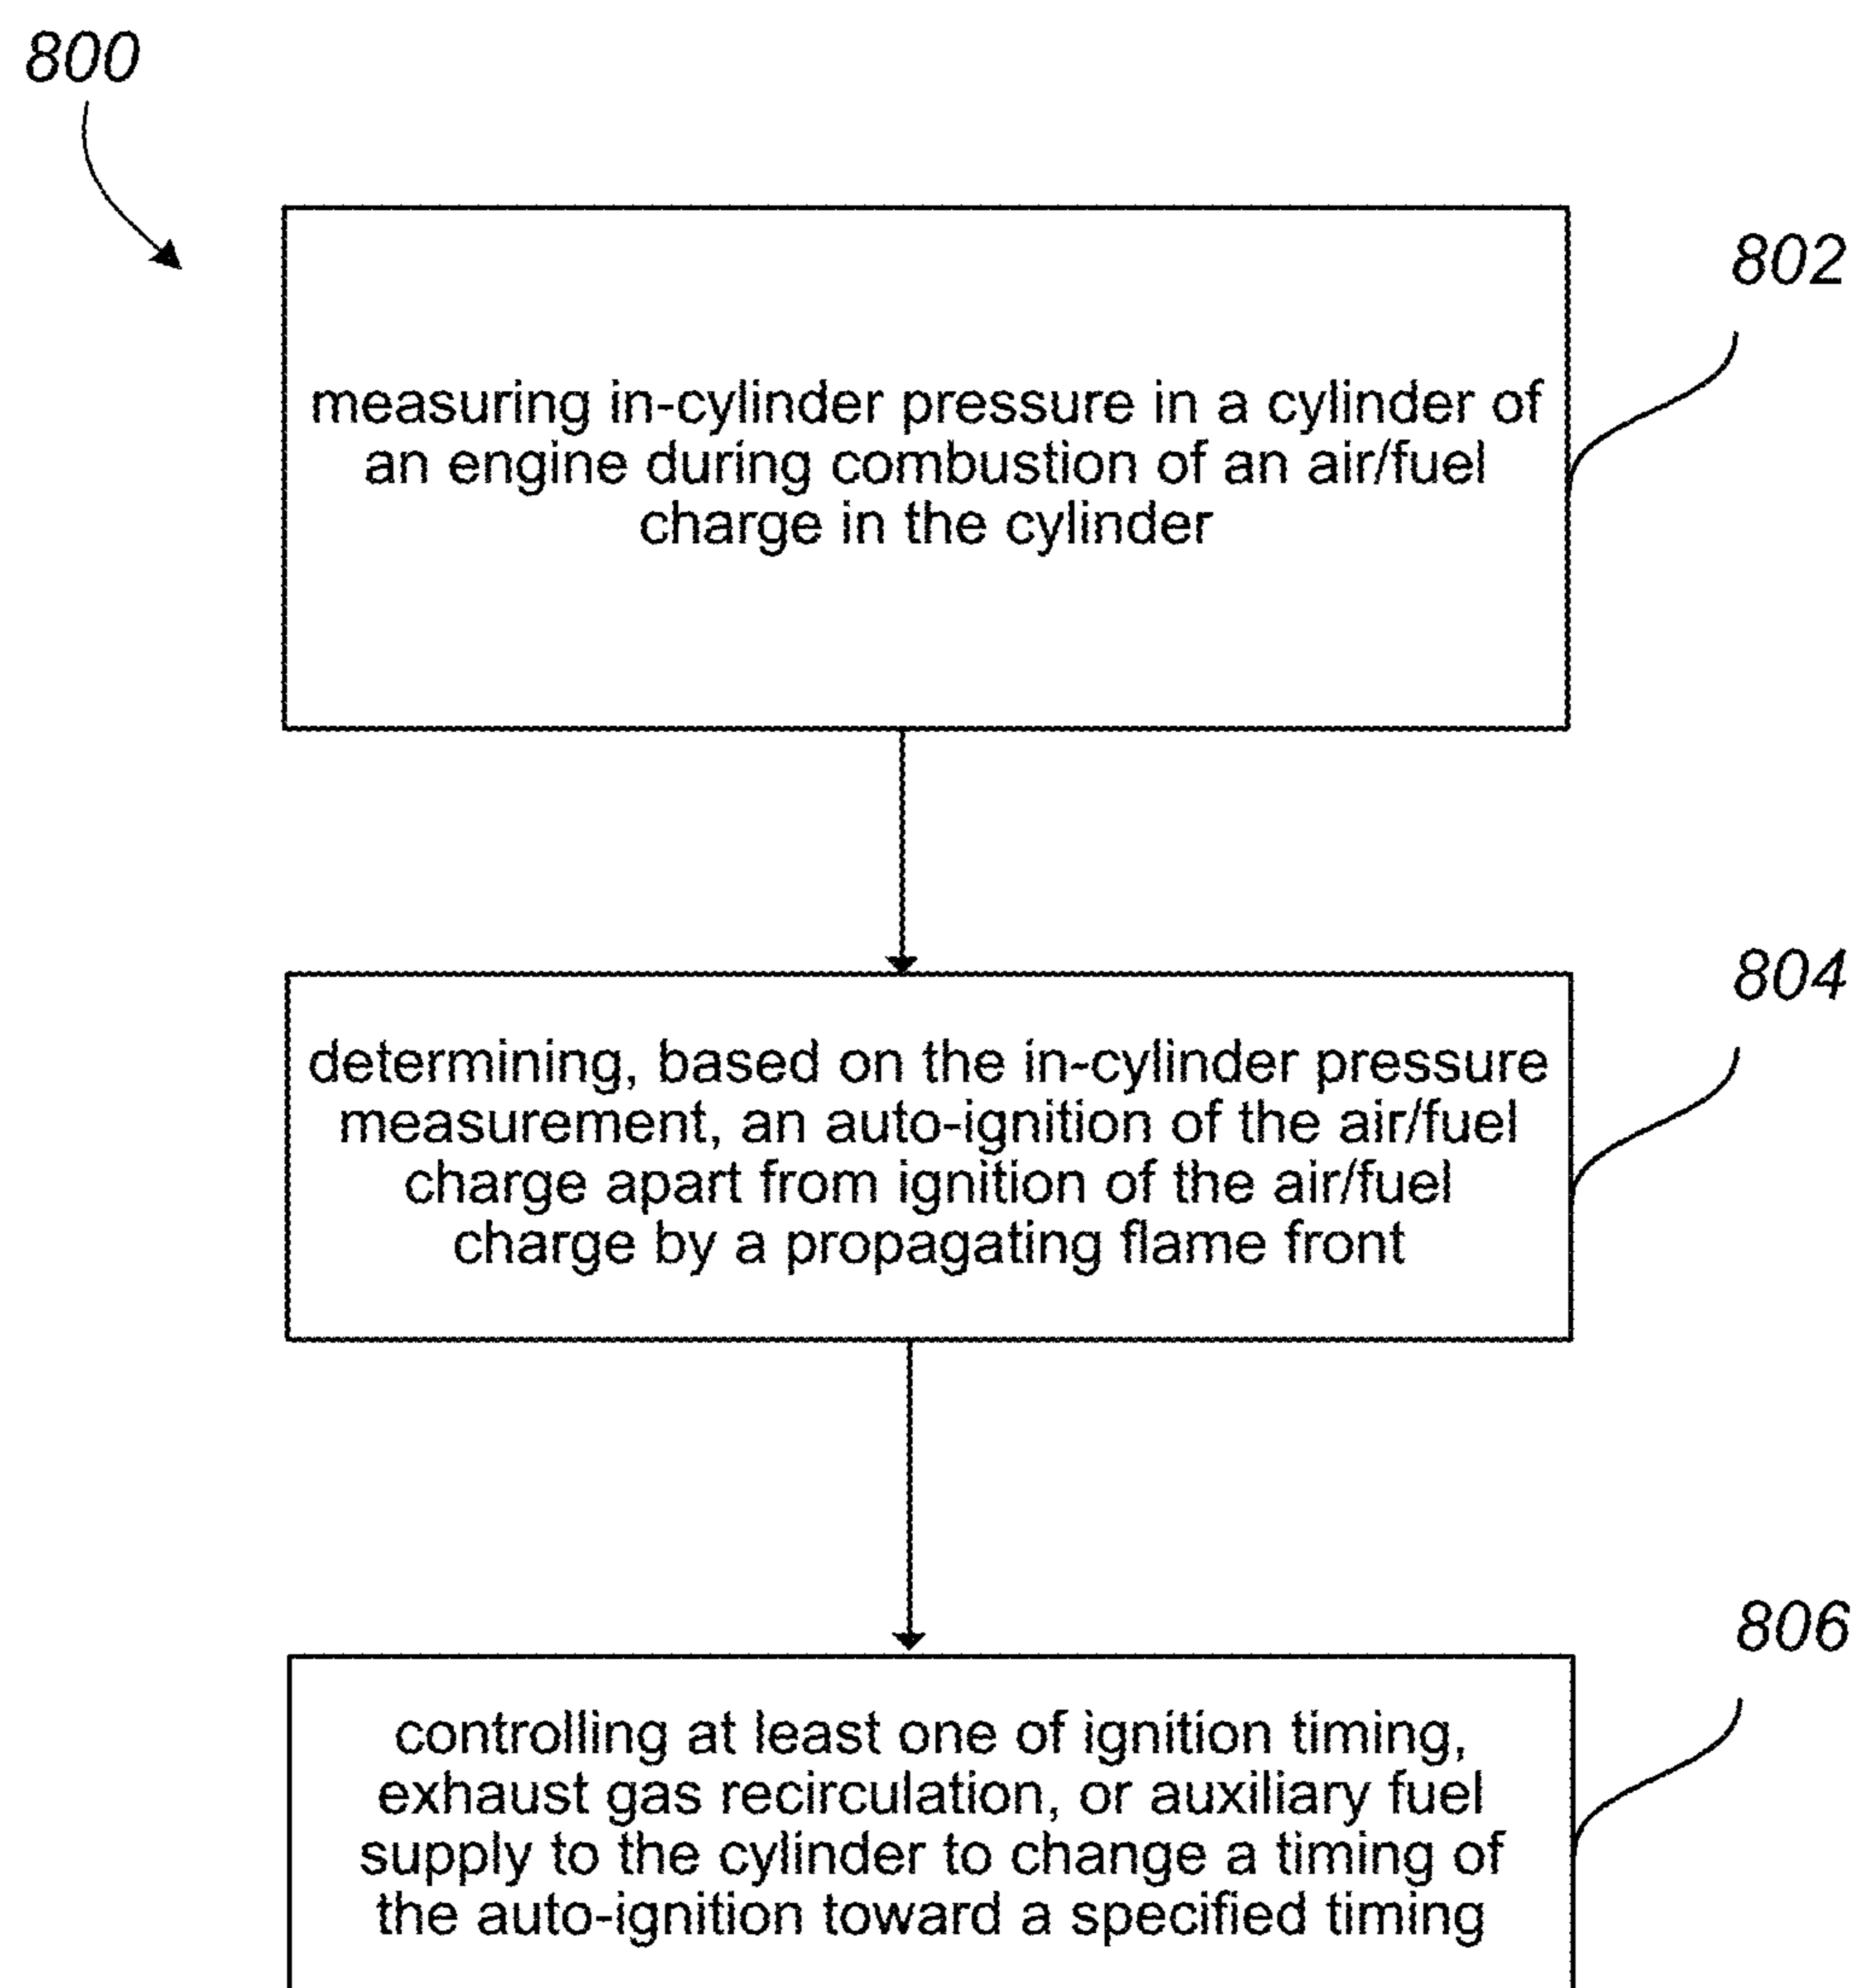 800
802
measuring in-cylinder pressure in a cylinder of
an engine during combustion of an air/fuel
charge in the cylinder
804
determining, based on the in-cylinder pressure
measurement, an auto-ignition of the air/fuel
charge apart from ignition of the air/fuel
charge by a propagating flame front
806
controlling at least one of ignition timing,
exhaust gas recirculation, or auxiliary fuel
supply to the cylinder to change a timing of
the auto-ignition toward a specified timing